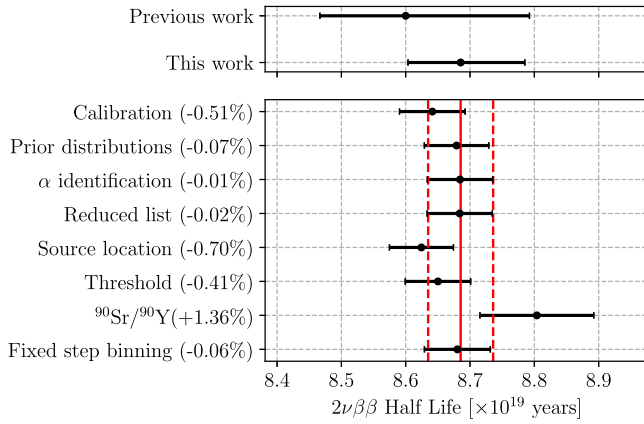 Previous work
This work
Calibration (-0.51%)
Prior distributions (-0.07%)
α identification (-0.01%)
Reduced list (-0.02%)
Source location (-0.70%)
Threshold (-0.41%)
⁹⁰Sr/⁹⁰Y(+1.36%)
Fixed step binning (-0.06%)
8.4 8.5 8.6 8.7 8.8 8.9
2νββ Half Life [×10¹⁹ years]